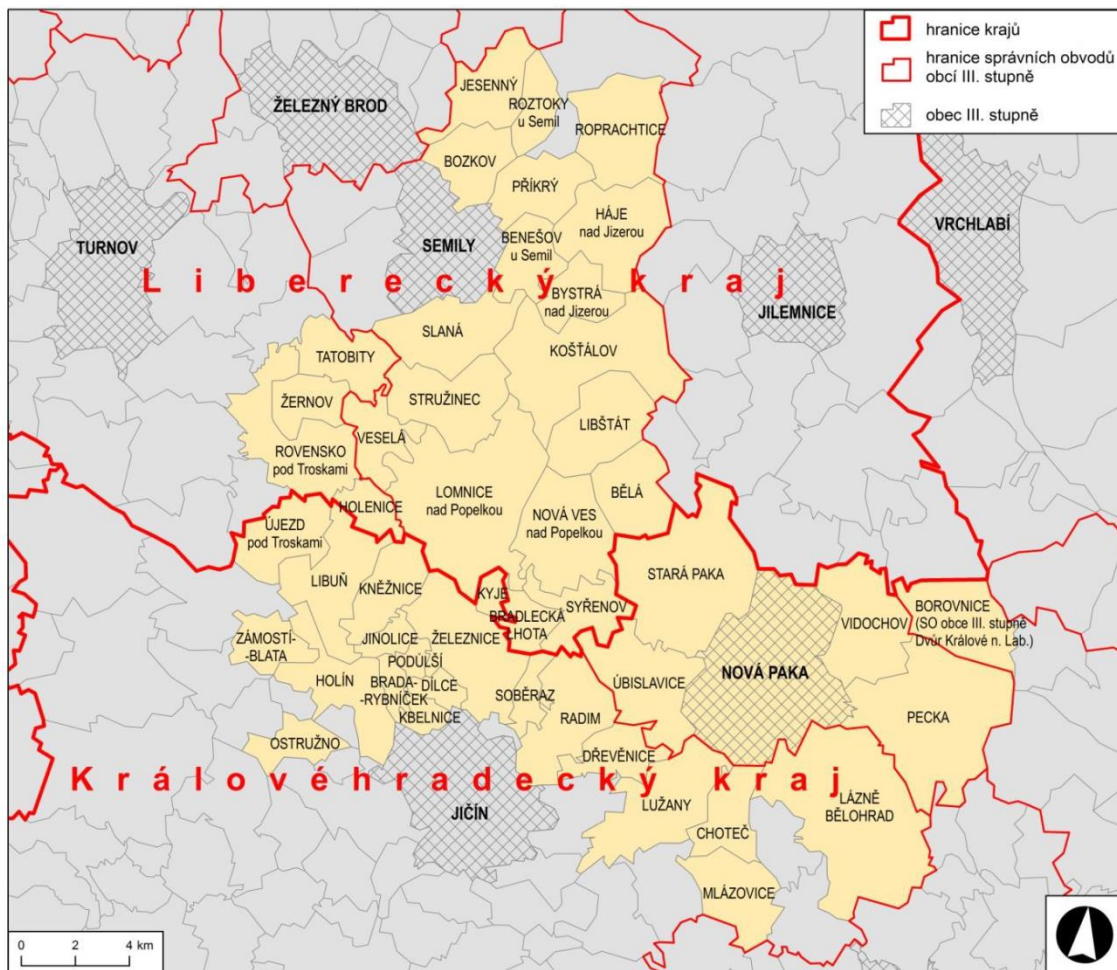 hranice krajů
hranice správních obvodů
obcí III. stupně
obec III. stupně
JESENNÝ
ŽELEZNÝ BROD
ROZTOKY
u Semil
ROPRACHTICE
BOZKOV
PŘÍKRÝ
HÁJE
nad Jizerou
VRCHLABÍ
TURNOV
SEMILY
BENEŠOV
u Semil
Liberecký kraj
BYSTRÁ
nad Jizerou
JILEMNICE
SLANÁ
KOŠŤÁLOV
TATOBITY
ŽERNOV
STRUŽINEC
LIBŠTÁT
VESELÁ
ROVENSKO
pod Troskami
LOMNICE
nad Popelkou
BĚLÁ
HOLENICE
NOVÁ VES
nad Popelkou
ÚJEZD
pod Troskami
STARÁ PAKA
LIBUŇ
KNĚŽNICE
KYJE
SYŘENOV
BRADLECKÁ
LHOTA
BOROVNICE
(SO obce III. stupně
Dvůr Králové n. Lab.)
VIDOCHOV
ZÁMOSTÍ-
-BLATA
JINOLICE
ŽELEZNICE
PODŮLŠÍ
NOVÁ PAKA
HOLÍN
BRADA-
-RYBNÍČEK
DÍLCE
SOBĚRAZ
ÚBISLAVICE
KBELNICE
RADIM
PECKA
OSTRUŽNO
DŘEVĚNICE
Královéhradecký kraj
JIČÍN
LUŽANY
LÁZNĚ
BĚLOHRAD
CHOTEČ
MLÁZOVICE
0 2 4 km